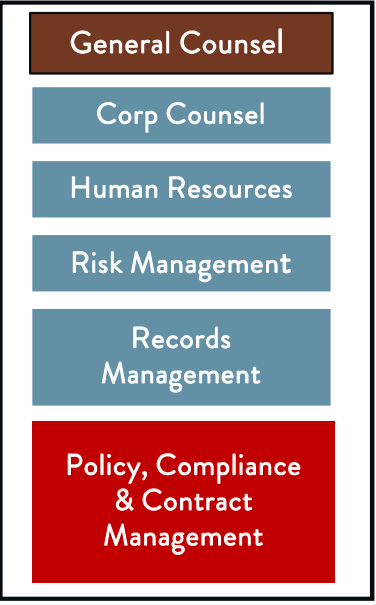 General Counsel
Corp Counsel
Human Resources
Risk Management
Records
Management
Policy, Compliance
& Contract
Management